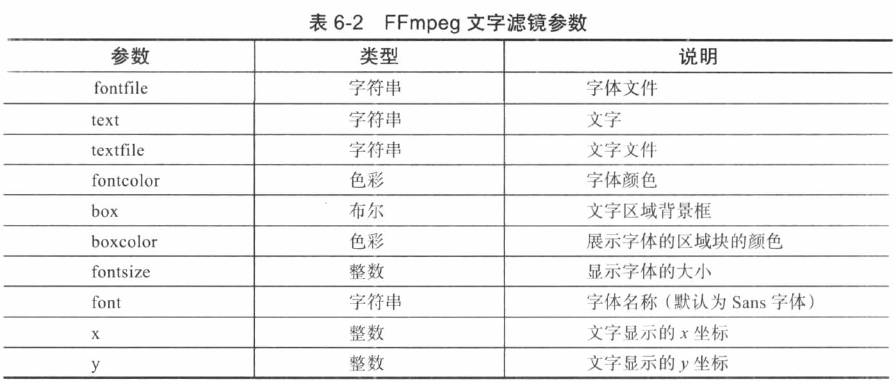 表 6-2 FFmpeg 文字滤镜参数
参数 类型 说明
fontfile 字符串 字体文件
text 字符串 文字
textfile 字符串 文字文件
fontcolor 色彩 字体颜色
box 布尔 文字区域背景框
boxcolor 色彩 展示字体的区域块的颜色
fontsize 整数 显示字体的大小
font 字符串 字体名称（默认为 Sans 字体）
x 整数 文字显示的 x 坐标
y 整数 文字显示的 y 坐标